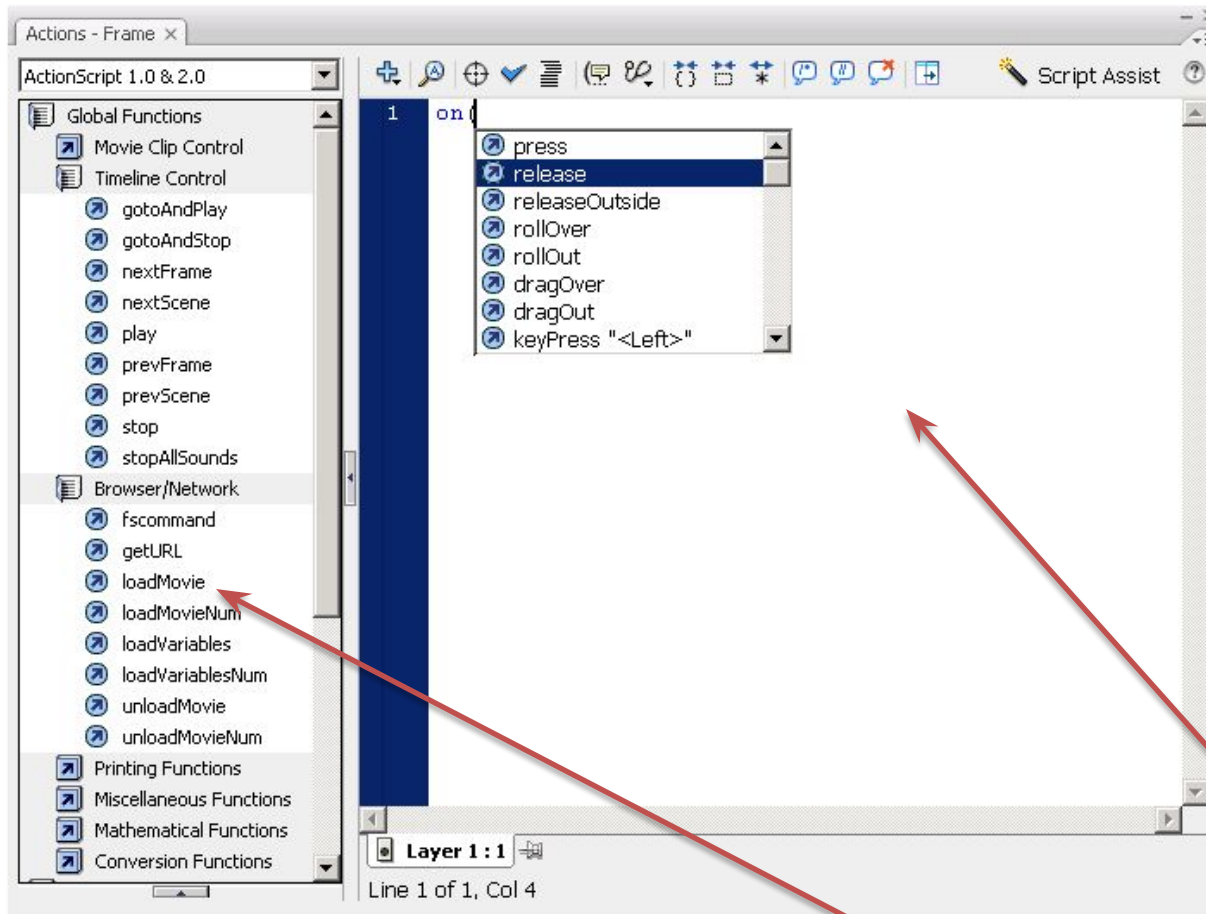 Actions - Frame ×
ActionScript 1.0 & 2.0
Script Assist
Global Functions
Movie Clip Control
Timeline Control
gotoAndPlay
gotoAndStop
nextFrame
nextScene
play
prevFrame
prevScene
stop
stopAllSounds
Browser/Network
fscommand
getURL
loadMovie
loadMovieNum
loadVariables
loadVariablesNum
unloadMovie
unloadMovieNum
Printing Functions
Miscellaneous Functions
Mathematical Functions
Conversion Functions
1 on(
press
release
releaseOutside
rollOver
rollOut
dragOver
dragOut
keyPress "<Left>"
Layer 1 : 1
Line 1 of 1, Col 4